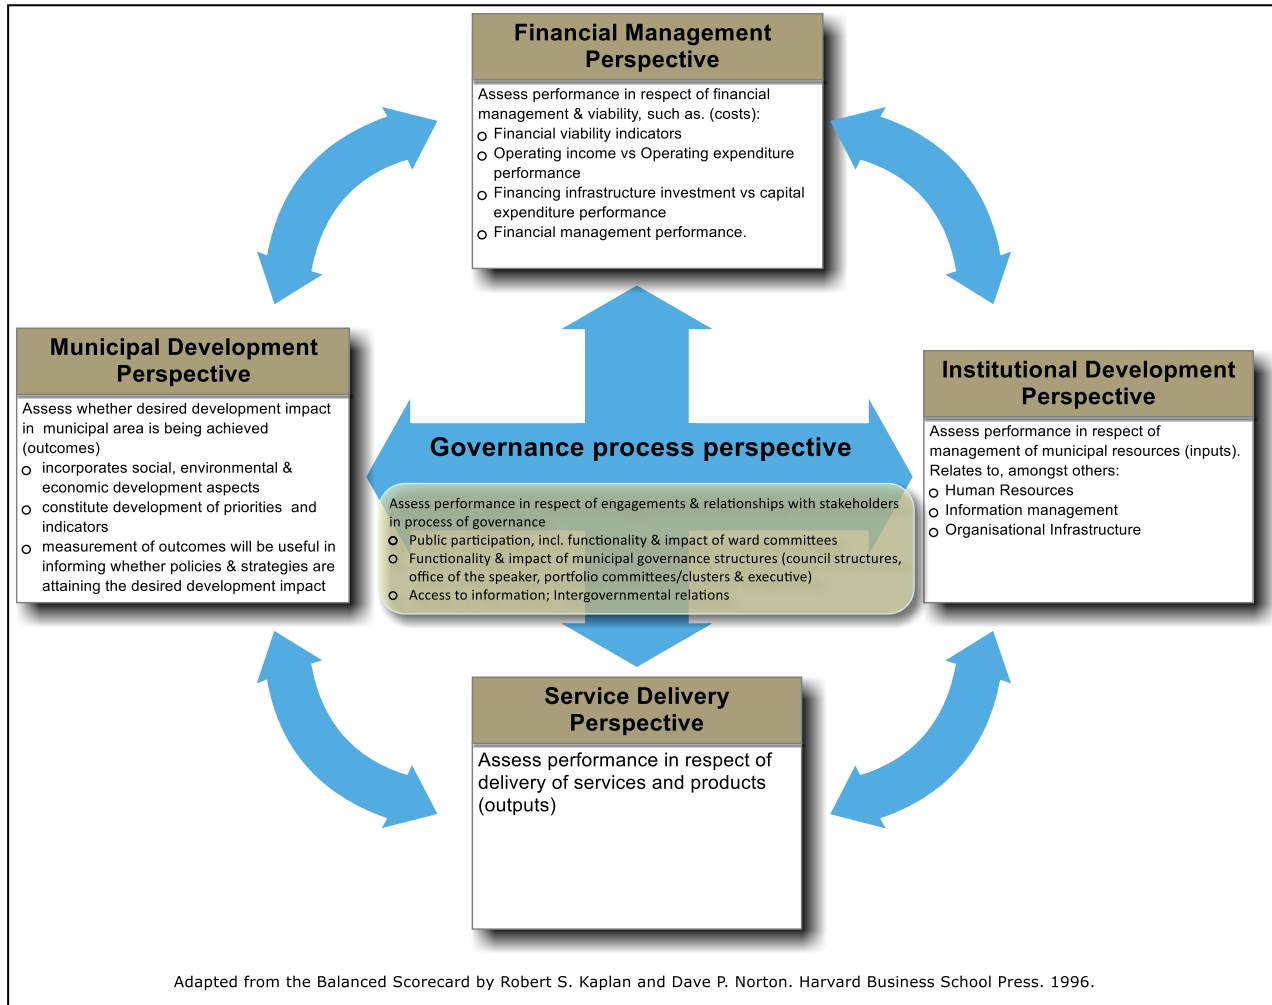 Financial Management
Perspective
Assess performance in respect of financial
management & viability, such as. (costs):
Financial viability indicators
Operating income vs Operating expenditure
performance
Financing infrastructure investment vs capital
expenditure performance
Financial management performance.
Municipal Development
Perspective
Assess whether desired development impact
in municipal area is being achieved
(outcomes)
incorporates social, environmental &
economic development aspects
constitute development of priorities and
indicators
measurement of outcomes will be useful in
informing whether policies & strategies are
attaining the desired development impact
Governance process perspective
Assess performance in respect of engagements & relationships with stakeholders
in process of governance
Public participation, incl. functionality & impact of ward committees
Functionality & impact of municipal governance structures (council structures,
office of the speaker, portfolio committees/clusters & executive)
Access to information; Intergovernmental relations
Institutional Development
Perspective
Assess performance in respect of
management of municipal resources (inputs).
Relates to, amongst others:
Human Resources
Information management
Organisational Infrastructure
Service Delivery
Perspective
Assess performance in respect of
delivery of services and products
(outputs)
Adapted from the Balanced Scorecard by Robert S. Kaplan and Dave P. Norton. Harvard Business School Press. 1996.